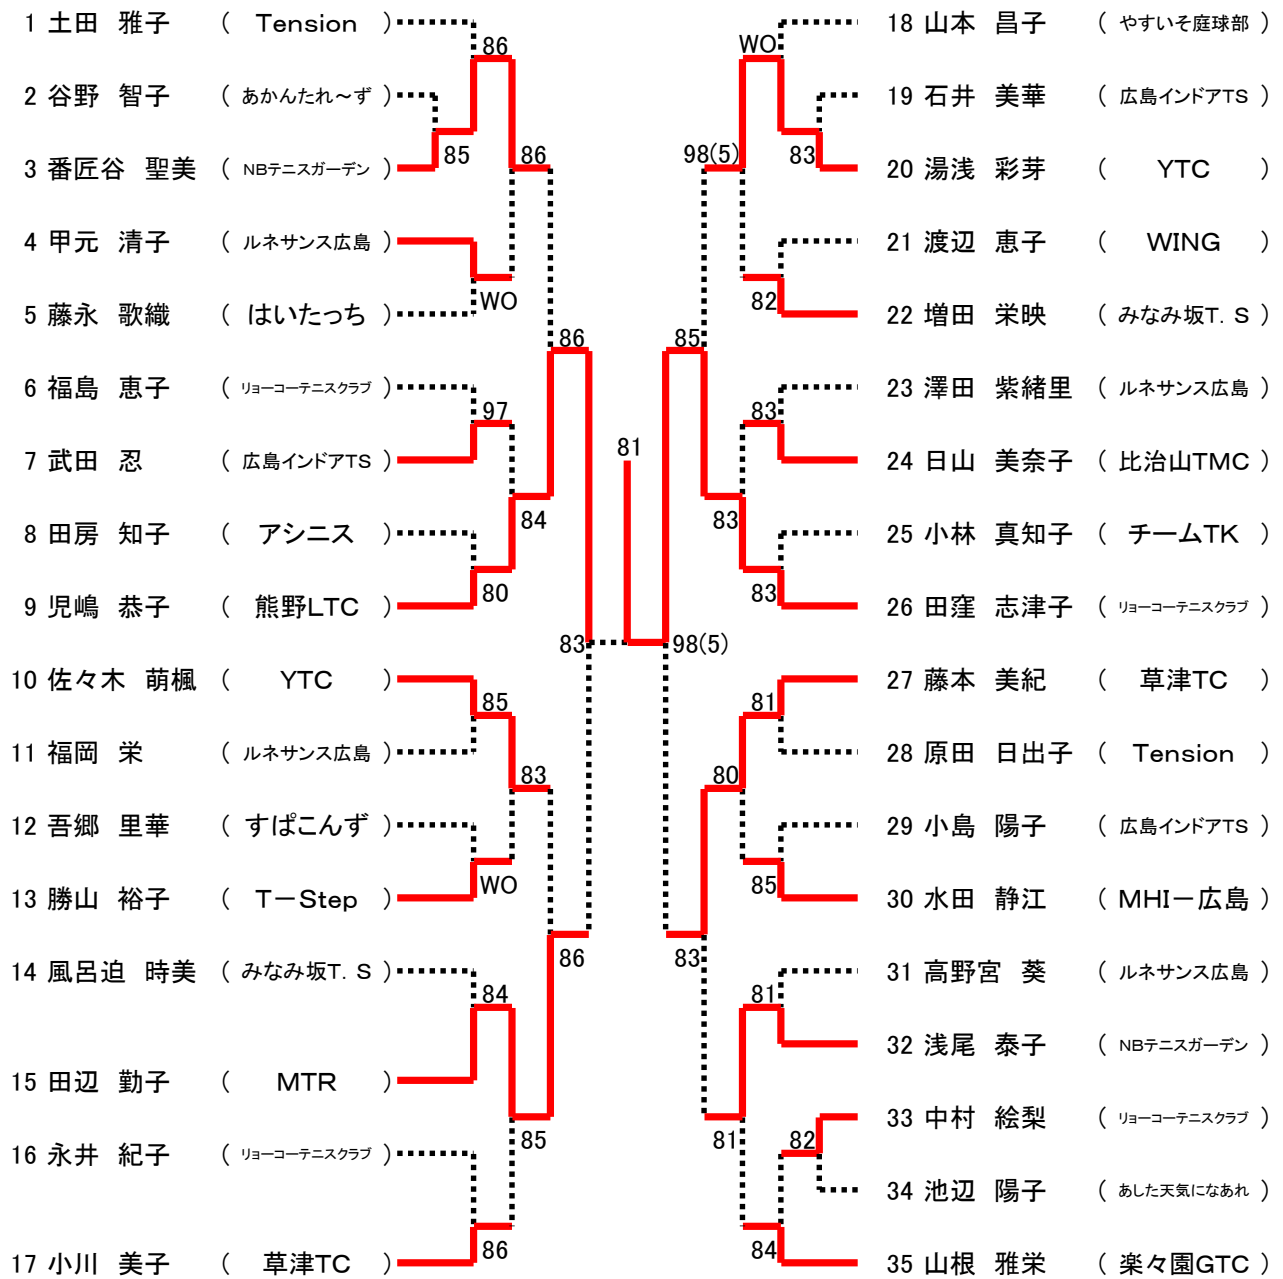 1 土田 雅子 ( Tension )
86
2 谷野 智子 ( あかんたれ～ず )
85
86
3 番匠谷 聖美 ( NBテニスガーデン )
4 甲元 清子 ( ルネサンス広島 )
WO
5 藤永 歌織 ( はいたっち )
86
6 福島 恵子 ( リョーコーテニスクラブ )
97
7 武田 忍 ( 広島インドアTS )
84
8 田房 知子 ( アシニス )
80
9 児嶋 恭子 ( 熊野LTC )
83
10 佐々木 萌楓 ( YTC )
85
11 福岡 栄 ( ルネサンス広島 )
83
12 吾郷 里華 ( すぱこんず )
WO
13 勝山 裕子 ( T－Step )
86
14 風呂迫 時美 ( みなみ坂T．S )
84
15 田辺 勤子 ( MTR )
85
16 永井 紀子 ( リョーコーテニスクラブ )
86
17 小川 美子 ( 草津TC )
81
18 山本 昌子 ( やすいそ庭球部 )
WO
19 石井 美華 ( 広島インドアTS )
98(5)
83
20 湯浅 彩芽 ( YTC )
21 渡辺 恵子 ( WING )
82
22 増田 栄映 ( みなみ坂T．S )
85
23 澤田 紫緒里 ( ルネサンス広島 )
83
24 日山 美奈子 ( 比治山TMC )
83
25 小林 真知子 ( チームTK )
83
26 田窪 志津子 ( リョーコーテニスクラブ )
98(5)
27 藤本 美紀 ( 草津TC )
81
28 原田 日出子 ( Tension )
80
29 小島 陽子 ( 広島インドアTS )
85
30 水田 静江 ( MHI－広島 )
83
31 高野宮 葵 ( ルネサンス広島 )
81
32 浅尾 泰子 ( NBテニスガーデン )
33 中村 絵梨 ( リョーコーテニスクラブ )
81
82
34 池辺 陽子 ( あした天気になあれ )
84
35 山根 雅栄 ( 楽々園GTC )